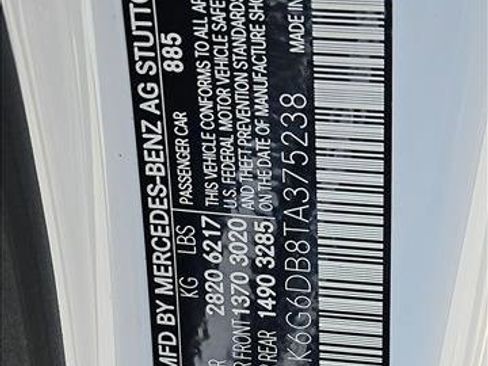 MFD BY MERCEDES-BENZ AG STUTTG
885
KG LBS PASSENGER CAR
2820 6217 THIS VEHICLE CONFORMS TO ALL AP
FRONT 1370 3020 U.S. FEDERAL MOTOR VEHICLE SAFE
AND THEFT PREVENTION STANDARDS
REAR 1490 3285 ON THE DATE OF MANUFACTURE SHO
K6G6DB8TA375238 MADE IN